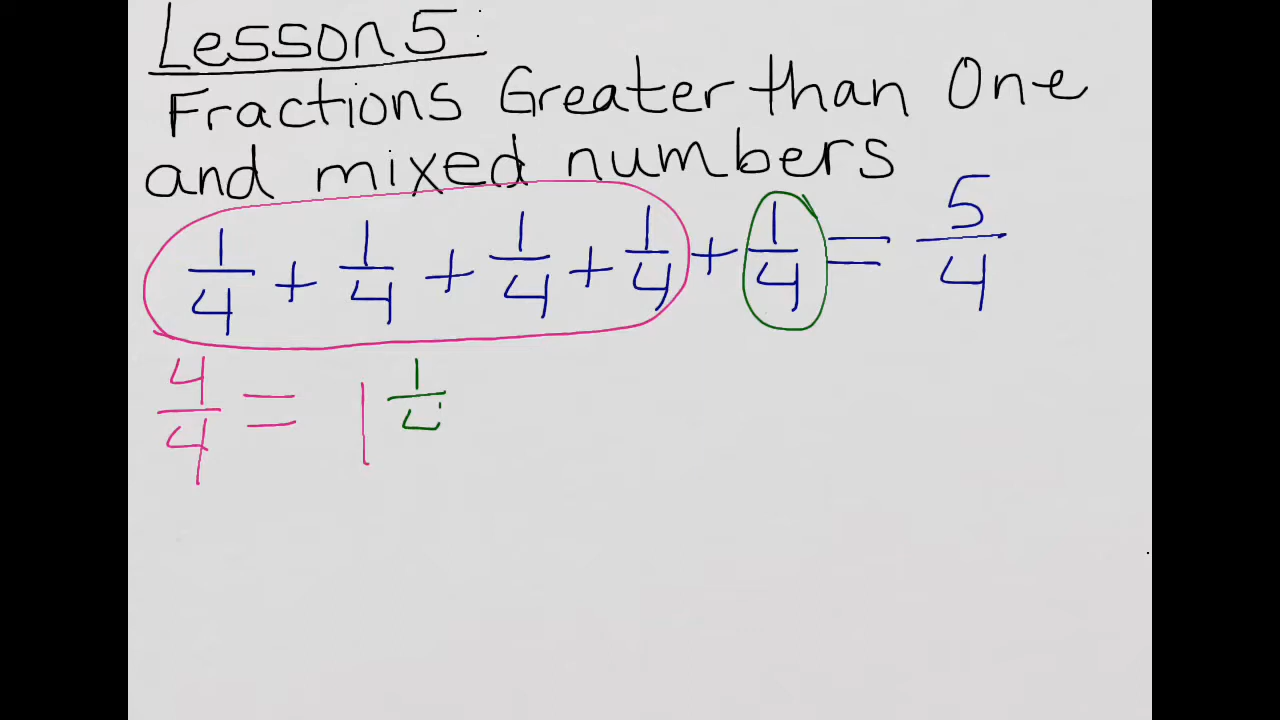 Lesson 5:
Fractions Greater than One
and mixed numbers
1/4 + 1/4 + 1/4 + 1/4 + 1/4 = 5/4
4/4 = 1 1/4